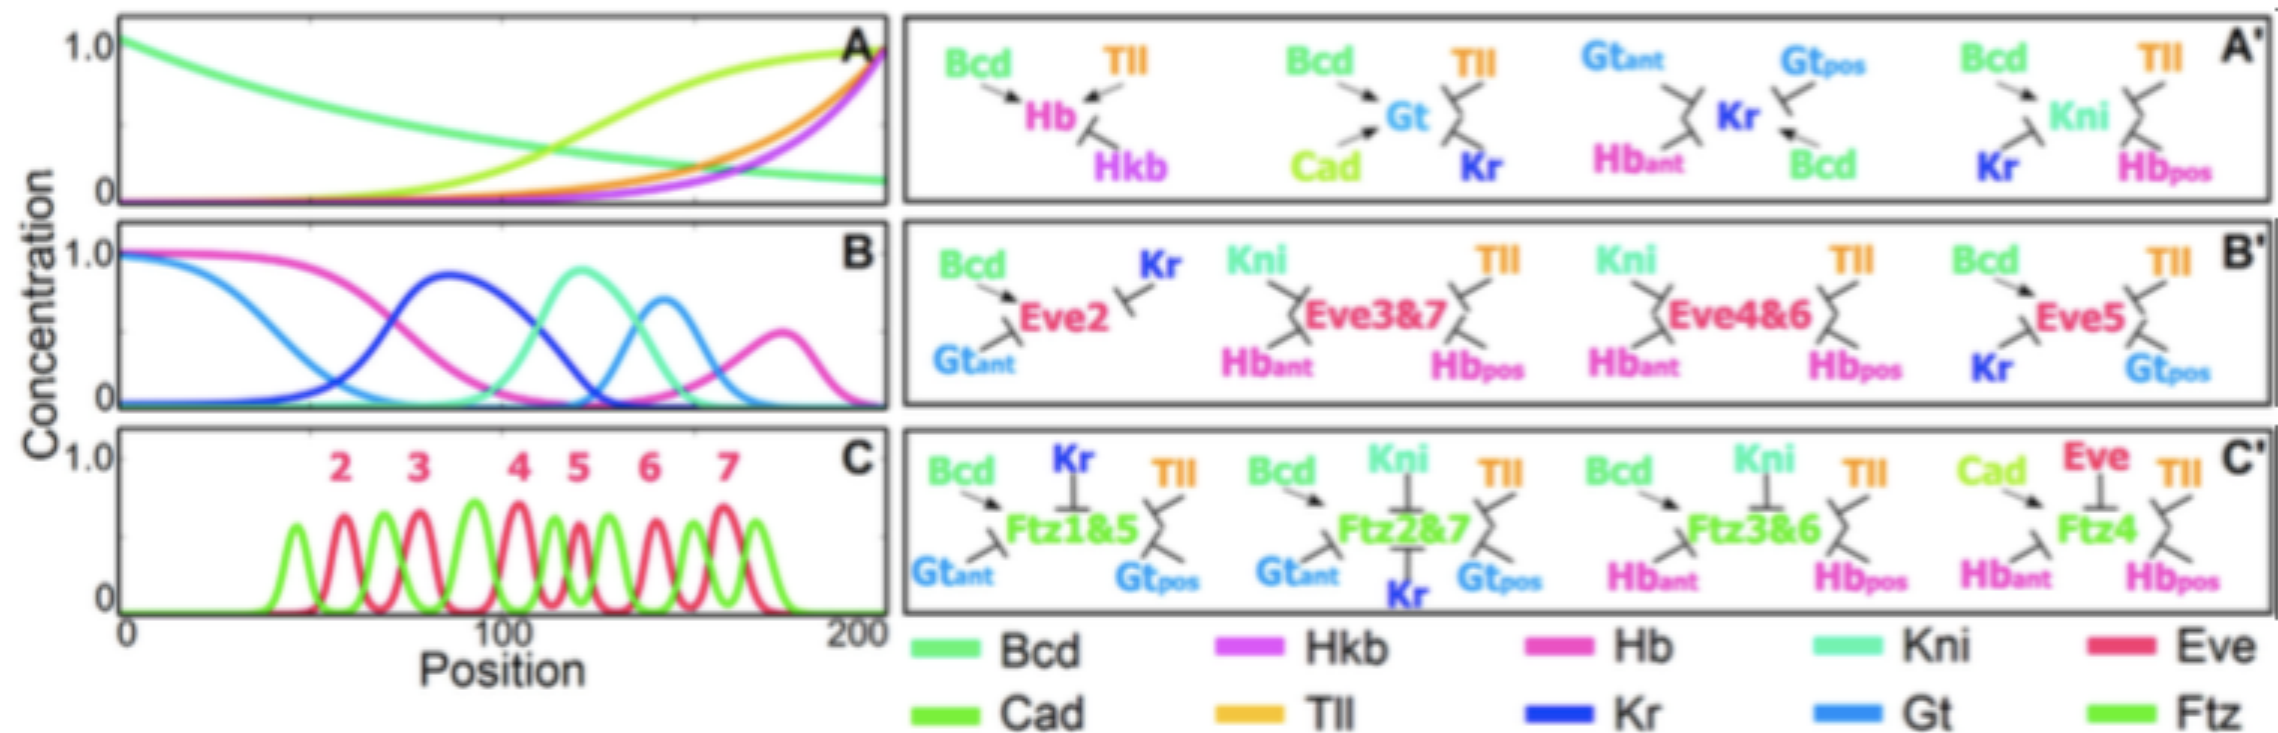 1.0
0
A
Bcd Tll
Hb
Hkb
Bcd Tll
Gt
Cad Kr
Gtant Gtpos
Kr
Hbant Bcd
Bcd Tll
Kni
Kr Hbpos
A'
Concentration
1.0
0
B
Bcd Kr
Eve2
Gtant
Kni Tll
Eve3&7
Hbant Hbpos
Kni Tll
Eve4&6
Hbant Hbpos
Bcd Tll
Eve5
Kr Gtpos
B'
1.0
0
2 3 4 5 6 7
C
0 100 200
Position
Bcd Kr Tll
Ftz1&5
Gtant Gtpos
Bcd Kni Tll
Ftz2&7
Gtant Kr Gtpos
Bcd Kni Tll
Ftz3&6
Hbant Hbpos
Cad Eve Tll
Ftz4
Hbant Hbpos
C'
Bcd Hkb Hb Kni Eve
Cad Tll Kr Gt Ftz